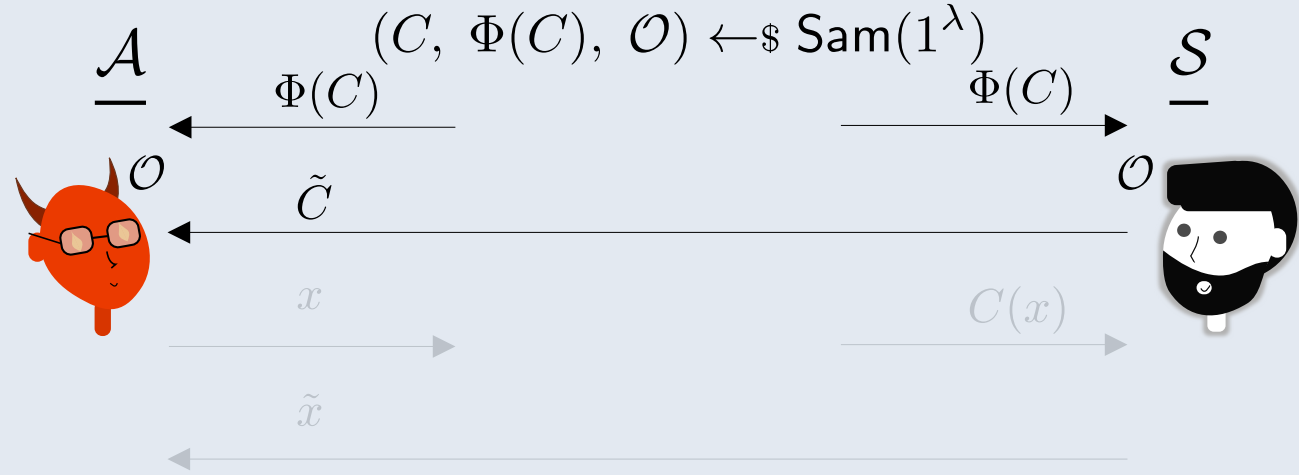 (C, Φ(C), 𝒪) ←$ Sam(1^λ)
𝒜 𝒮
Φ(C) Φ(C)
𝒪 𝒪
C̃
x C(x)
x̃